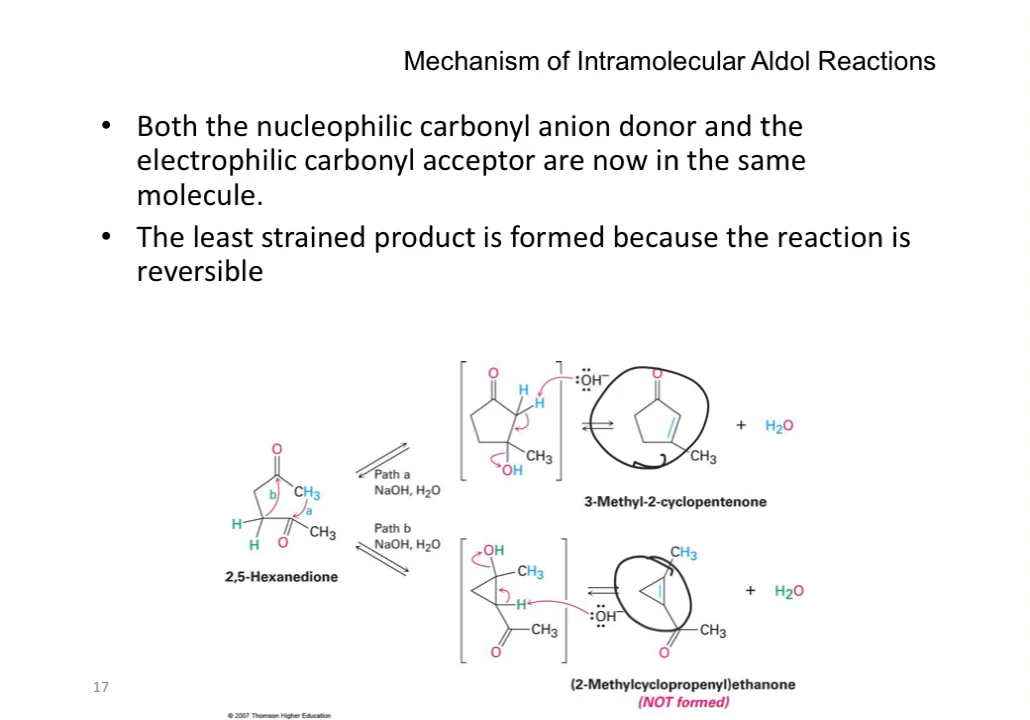 Mechanism of Intramolecular Aldol Reactions
• Both the nucleophilic carbonyl anion donor and the
electrophilic carbonyl acceptor are now in the same
molecule.
• The least strained product is formed because the reaction is
reversible
O
b
CH3
a
H
H
O
CH3
2,5-Hexanedione
Path a
NaOH, H2O
O
H
H
CH3
OH
:ÖH−
O
CH3
+ H2O
3-Methyl-2-cyclopentenone
Path b
NaOH, H2O
OH
CH3
H
CH3
O
:ÖH−
CH3
CH3
O
+ H2O
(2-Methylcyclopropenyl)ethanone
(NOT formed)
17
© 2007 Thomson Higher Education